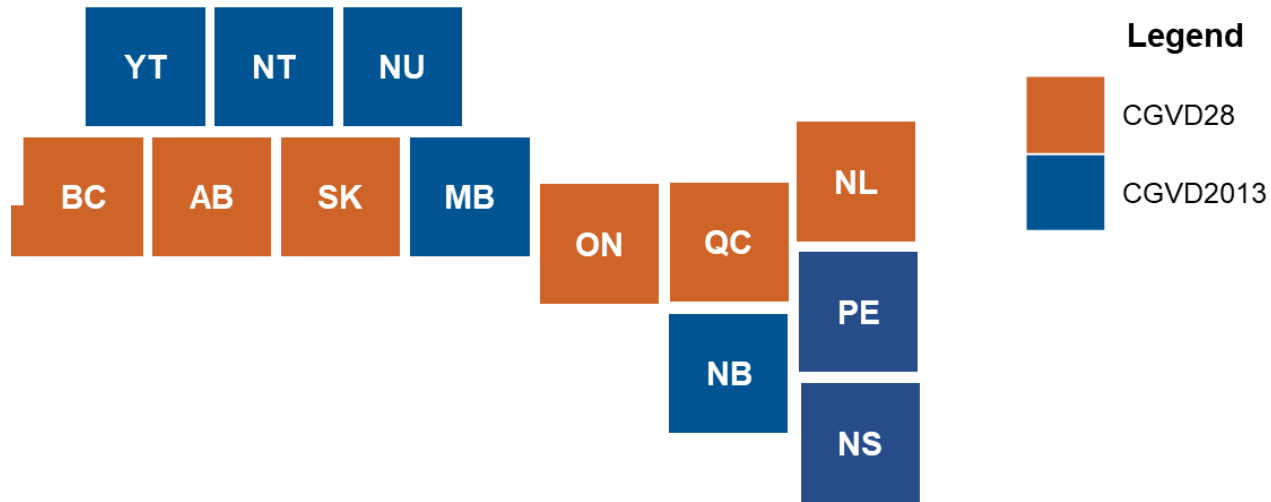 YT NT NU
BC AB SK MB
ON QC NL
PE
NB
NS
Legend
CGVD28
CGVD2013